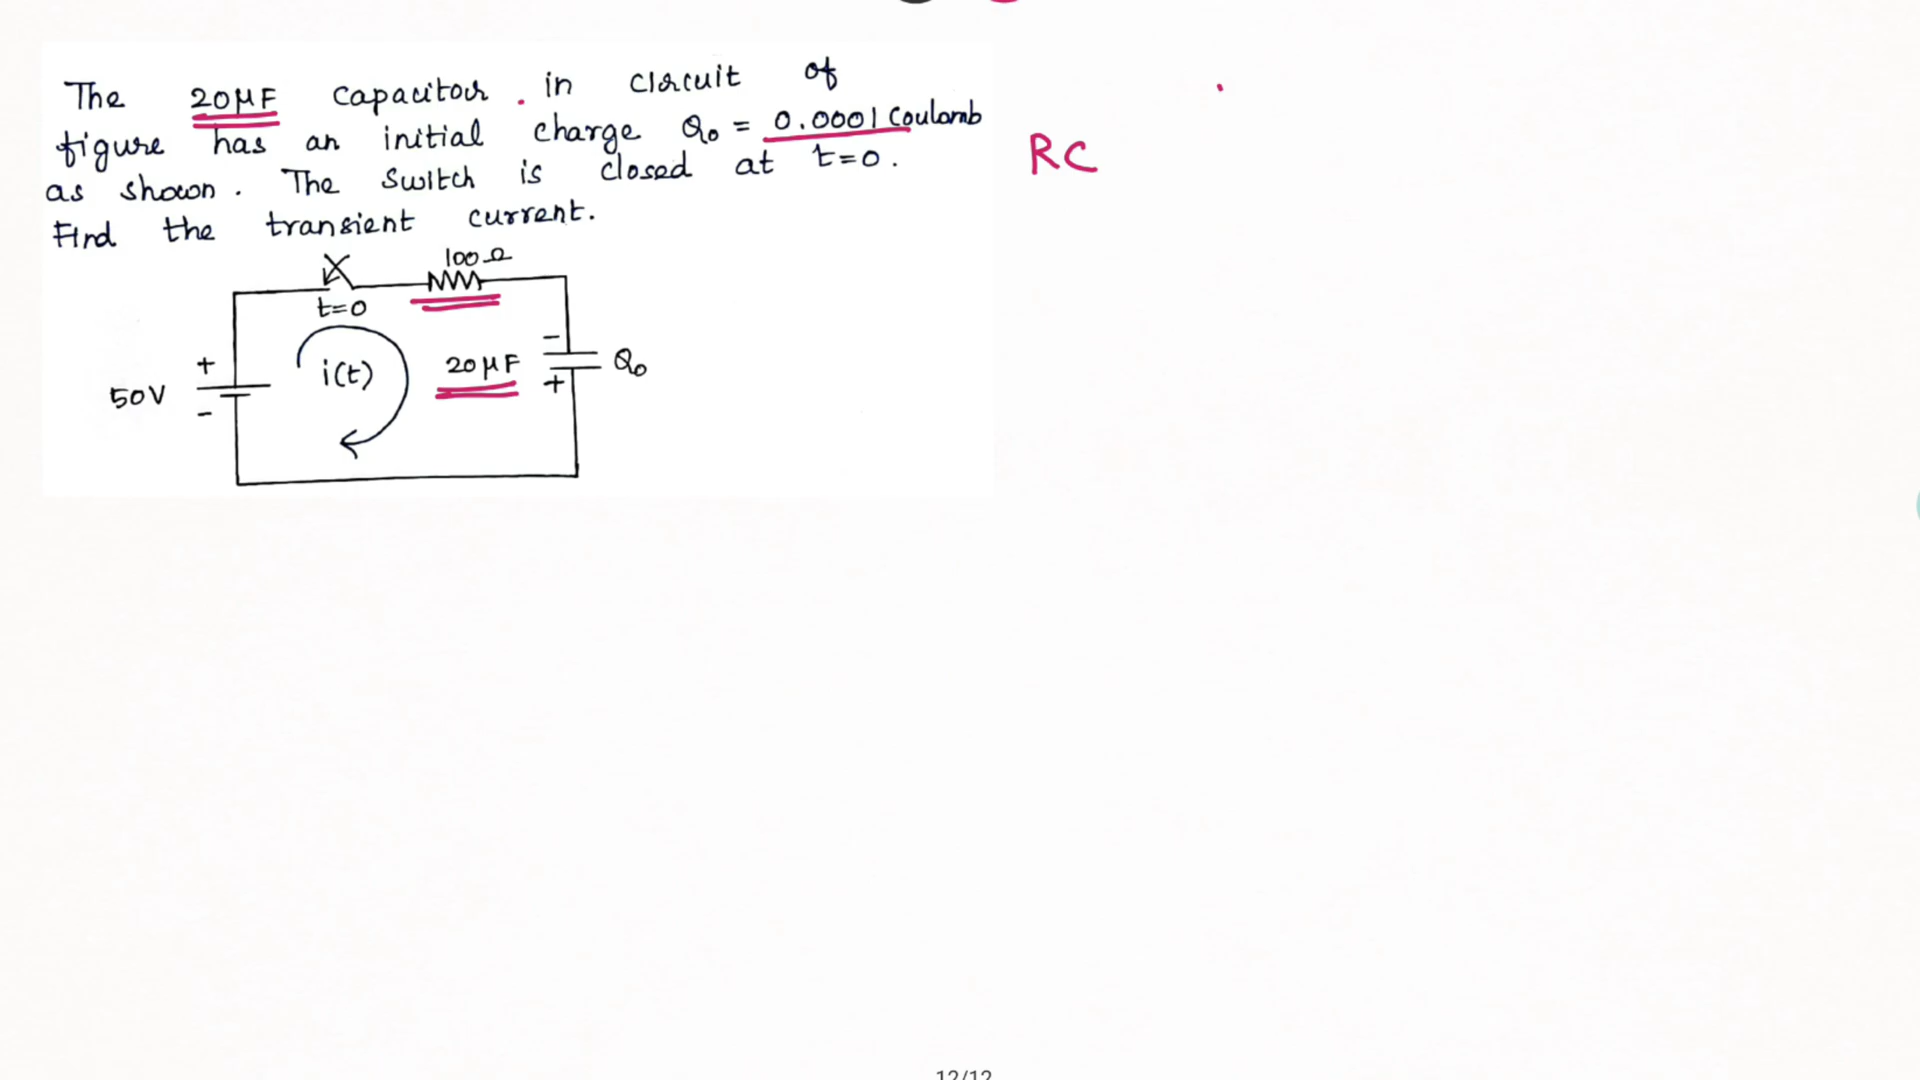 The 20μF capacitor in circuit of
figure has an initial charge Q₀ = 0.0001 Coulomb
as shown. The Switch is closed at t=0.
Find the transient current.
RC
100Ω
t=0
50V
+
-
i(t)
20μF
-
+
Q₀
12/12